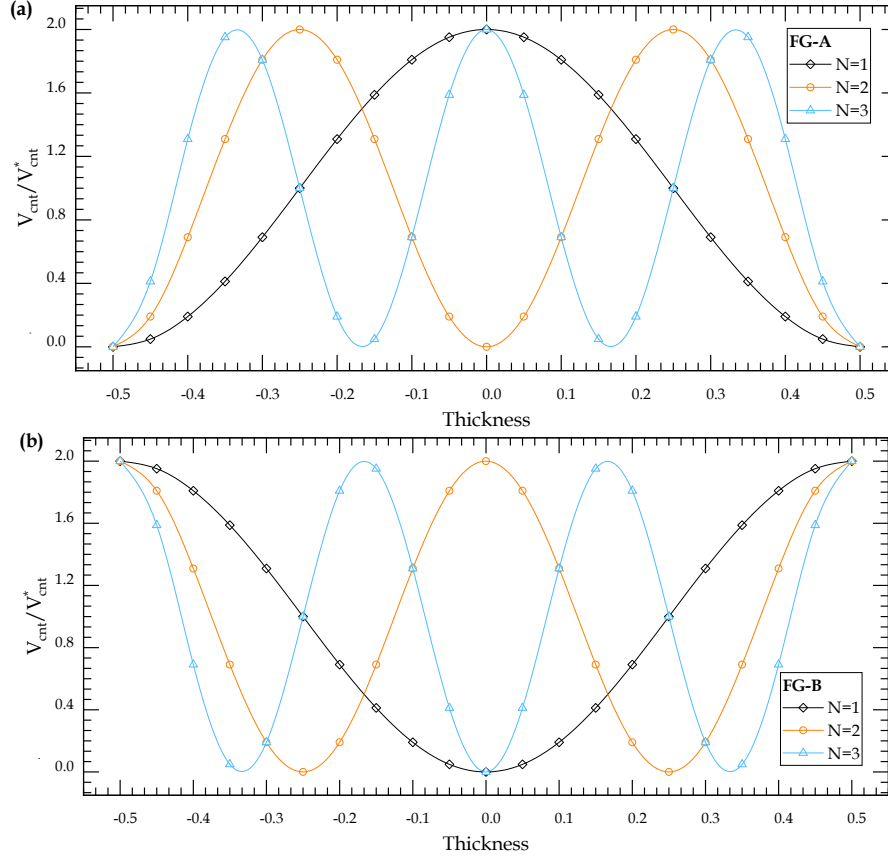 (a)
FG-A
N=1
N=2
N=3
2.0
1.6
1.2
0.8
0.4
0.0
V_cnt/V*_cnt
-0.5 -0.4 -0.3 -0.2 -0.1 0.0 0.1 0.2 0.3 0.4 0.5
Thickness
(b)
2.0
1.6
1.2
0.8
0.4
0.0
V_cnt/V*_cnt
FG-B
N=1
N=2
N=3
-0.5 -0.4 -0.3 -0.2 -0.1 0.0 0.1 0.2 0.3 0.4 0.5
Thickness